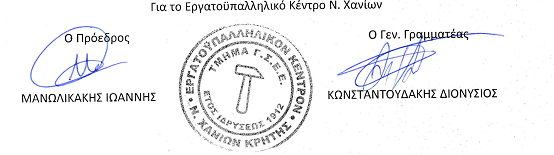 Για το Εργατοϋπαλληλικό Κέντρο Ν. Χανίων
Ο Πρόεδρος
Ο Γεν. Γραμματέας
ΕΡΓΑΤΟΫΠΑΛΛΗΛΙΚΟΝ ΚΕΝΤΡΟΝ
Ν. ΧΑΝΙΩΝ ΚΡΗΤΗΣ
ΤΜΗΜΑ Γ.Σ.Ε.Ε.
ΕΤΟΣ ΙΔΡΥΣΕΩΣ 1912
ΜΑΝΩΛΙΚΑΚΗΣ ΙΩΑΝΝΗΣ
ΚΩΝΣΤΑΝΤΟΥΔΑΚΗΣ ΔΙΟΝΥΣΙΟΣ